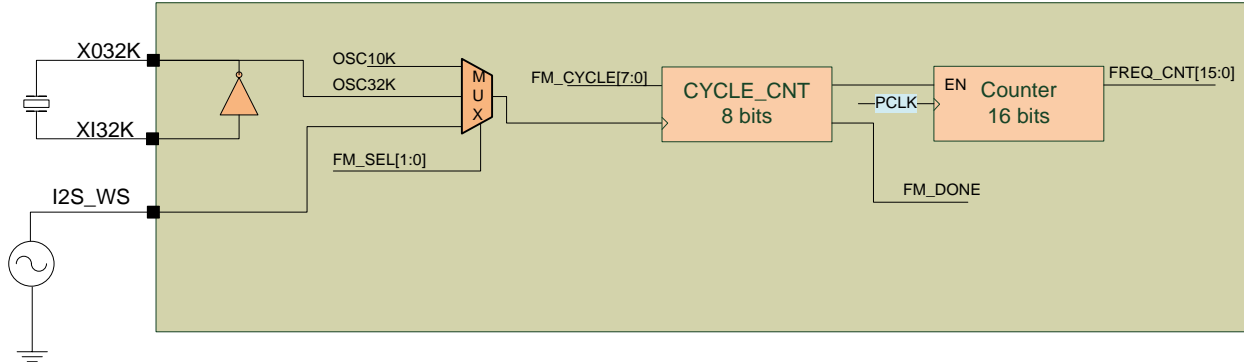 X032K
XI32K
I2S_WS
OSC10K
OSC32K
MUX
FM_SEL[1:0]
FM_CYCLE[7:0]
CYCLE_CNT
8 bits
FM_DONE
PCLK
EN
Counter
16 bits
FREQ_CNT[15:0]